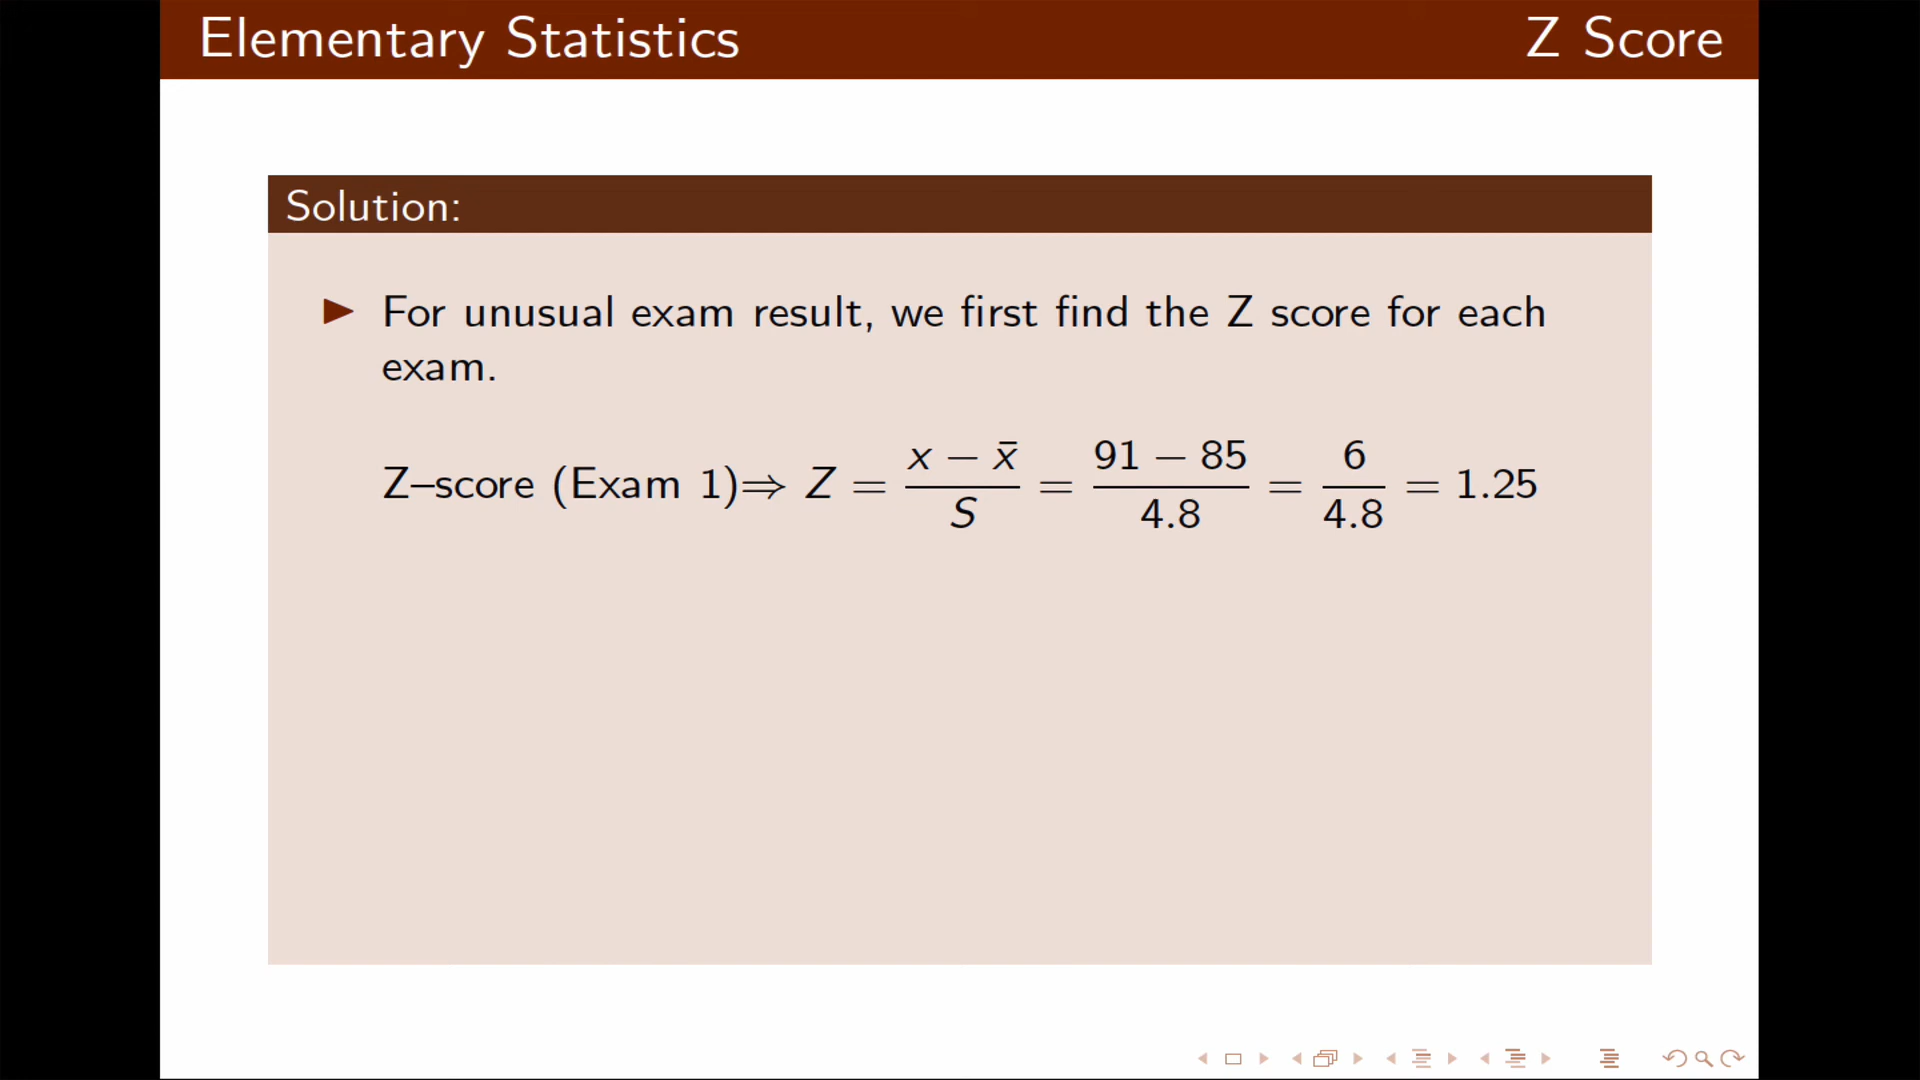 Elementary Statistics Z Score
Solution:
▶ For unusual exam result, we first find the Z score for each
exam.
Z–score (Exam 1)⇒ Z = (x − x̄)/S = (91 − 85)/4.8 = 6/4.8 = 1.25